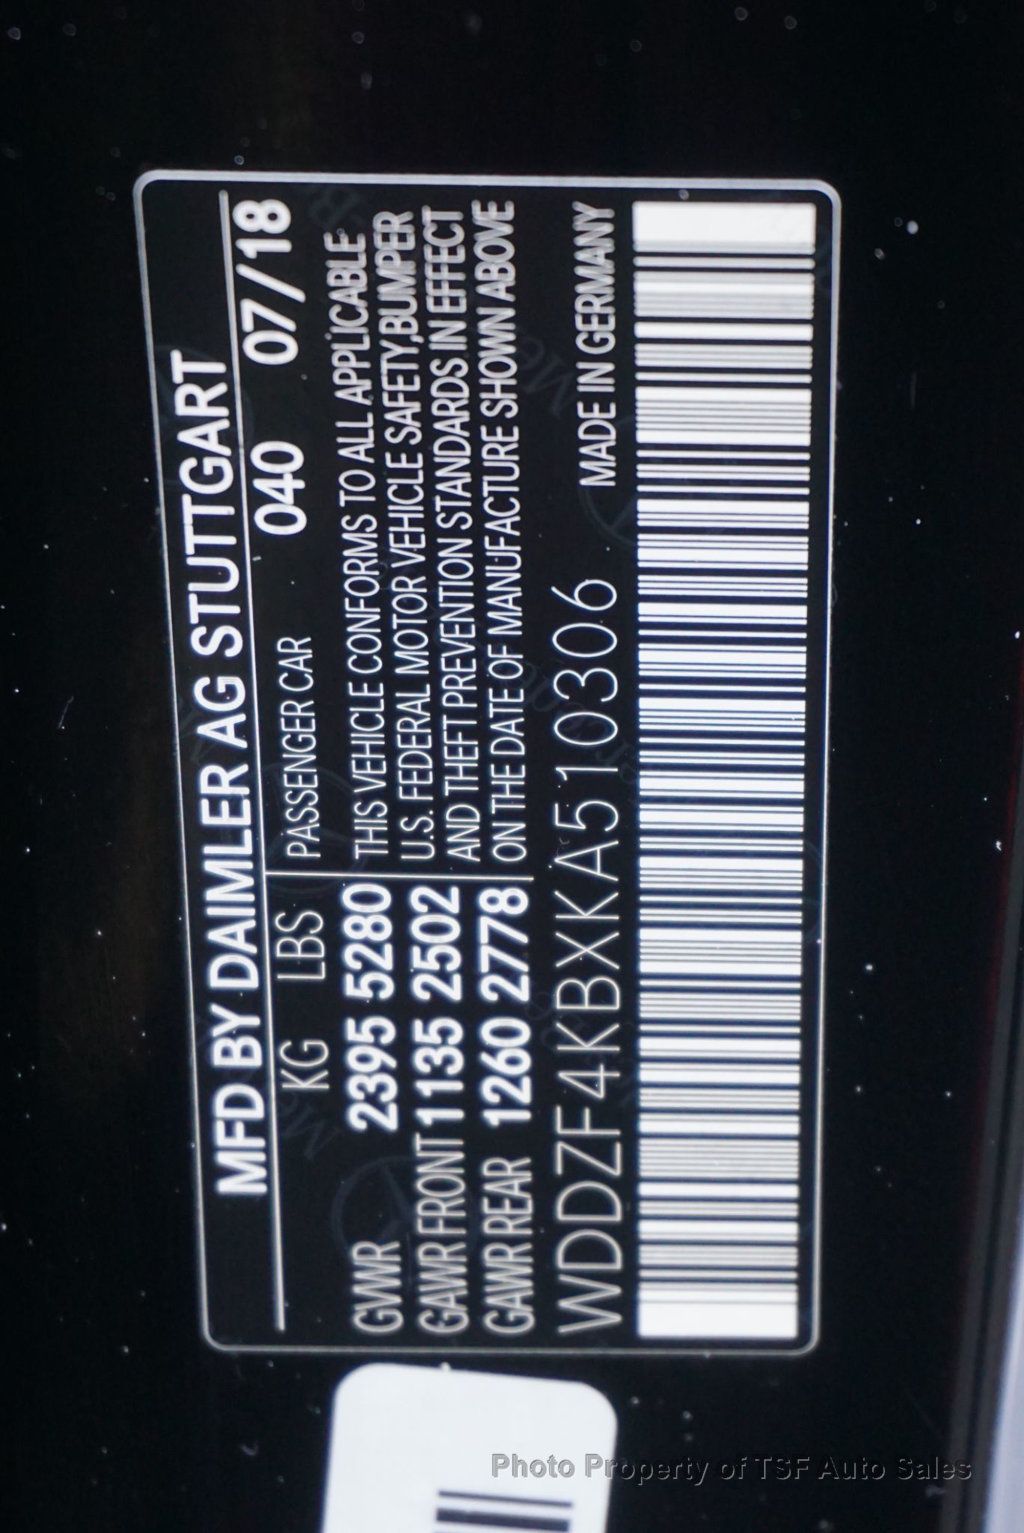 MFD BY DAIMLER AG STUTTGART
KG LBS PASSENGER CAR 040 07/18
GVWR 2395 5280 THIS VEHICLE CONFORMS TO ALL APPLICABLE
GAWR FRONT 1135 2502 U.S. FEDERAL MOTOR VEHICLE SAFETY,BUMPER
AND THEFT PREVENTION STANDARDS IN EFFECT
GAWR REAR 1260 2778 ON THE DATE OF MANUFACTURE SHOWN ABOVE
WDDZF4KBXKA510306 MADE IN GERMANY
Photo Property of TSF Auto Sales